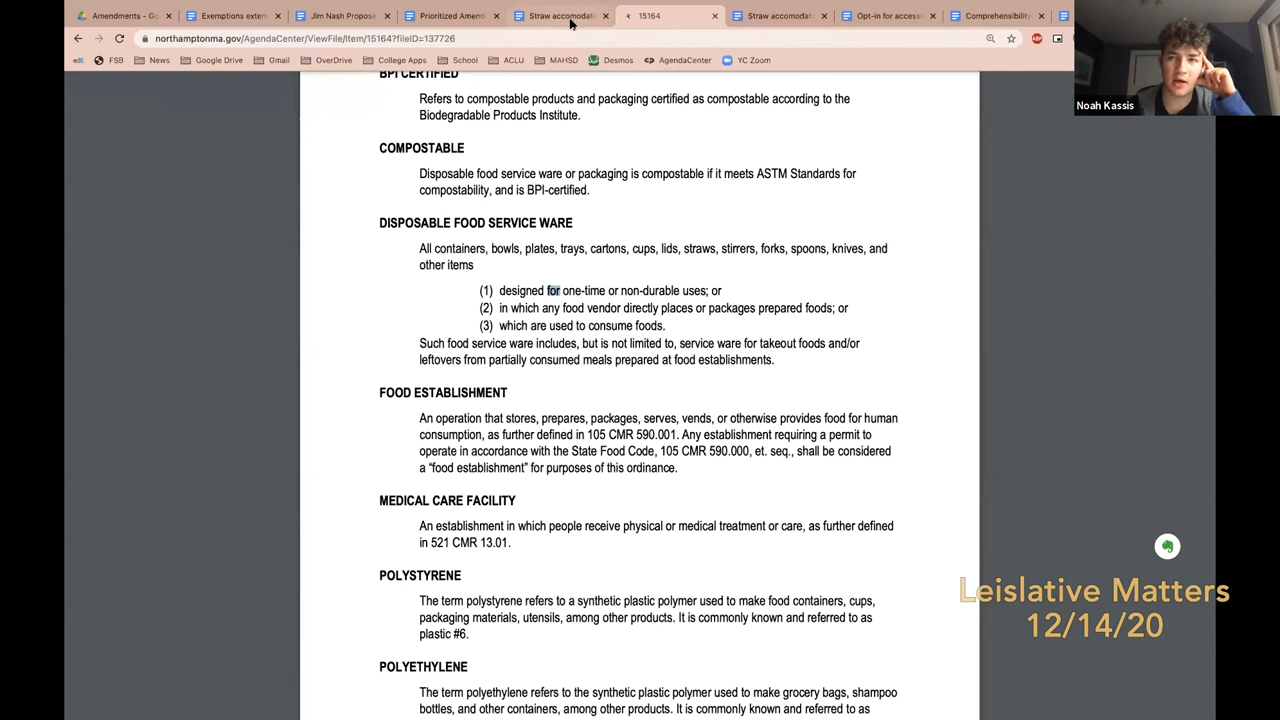 Amendments - Go
Exemptions exten
Jim Nash Propose
Prioritized Amend
Straw accomodati
15164
Straw accomodati
Opt-in for access
Comprehensibility
northamptonma.gov/AgendaCenter/ViewFile/Item/15164?fileID=137726
FSB
News
Google Drive
Gmail
OverDrive
College Apps
School
ACLU
MAHSD
Desmos
AgendaCenter
YC Zoom
Noah Kassis
BPI CERTIFIED
Refers to compostable products and packaging certified as compostable according to the
Biodegradable Products Institute.
COMPOSTABLE
Disposable food service ware or packaging is compostable if it meets ASTM Standards for
compostability, and is BPI-certified.
DISPOSABLE FOOD SERVICE WARE
All containers, bowls, plates, trays, cartons, cups, lids, straws, stirrers, forks, spoons, knives, and
other items
(1) designed for one-time or non-durable uses; or
(2) in which any food vendor directly places or packages prepared foods; or
(3) which are used to consume foods.
Such food service ware includes, but is not limited to, service ware for takeout foods and/or
leftovers from partially consumed meals prepared at food establishments.
FOOD ESTABLISHMENT
An operation that stores, prepares, packages, serves, vends, or otherwise provides food for human
consumption, as further defined in 105 CMR 590.001. Any establishment requiring a permit to
operate in accordance with the State Food Code, 105 CMR 590.000, et. seq., shall be considered
a “food establishment” for purposes of this ordinance.
MEDICAL CARE FACILITY
An establishment in which people receive physical or medical treatment or care, as further defined
in 521 CMR 13.01.
POLYSTYRENE
The term polystyrene refers to a synthetic plastic polymer used to make food containers, cups,
packaging materials, utensils, among other products. It is commonly known and referred to as
plastic #6.
POLYETHYLENE
The term polyethylene refers to the synthetic plastic polymer used to make grocery bags, shampoo
bottles, and other containers, among other products. It is commonly known and referred to as
Leislative Matters
12/14/20